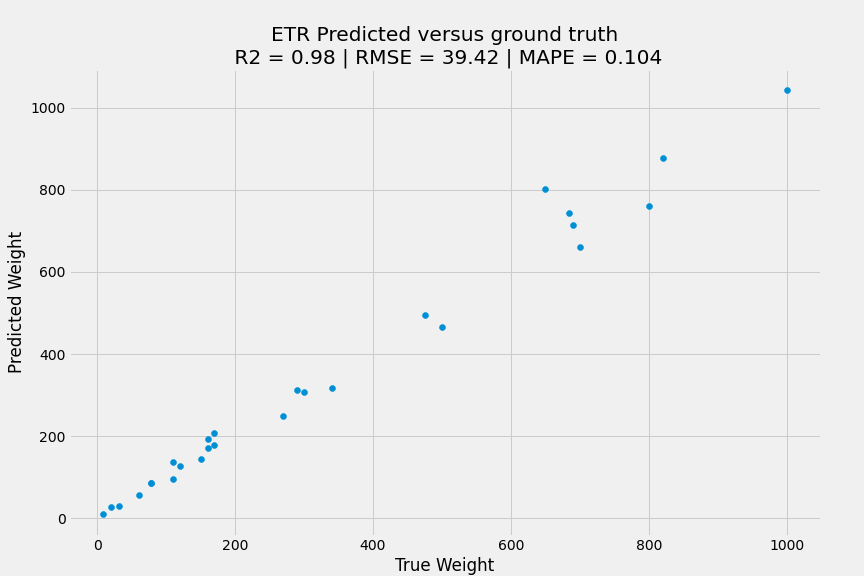 ETR Predicted versus ground truth
R2 = 0.98 | RMSE = 39.42 | MAPE = 0.104
Predicted Weight
1000
800
600
400
200
0
0 200 400 600 800 1000
True Weight